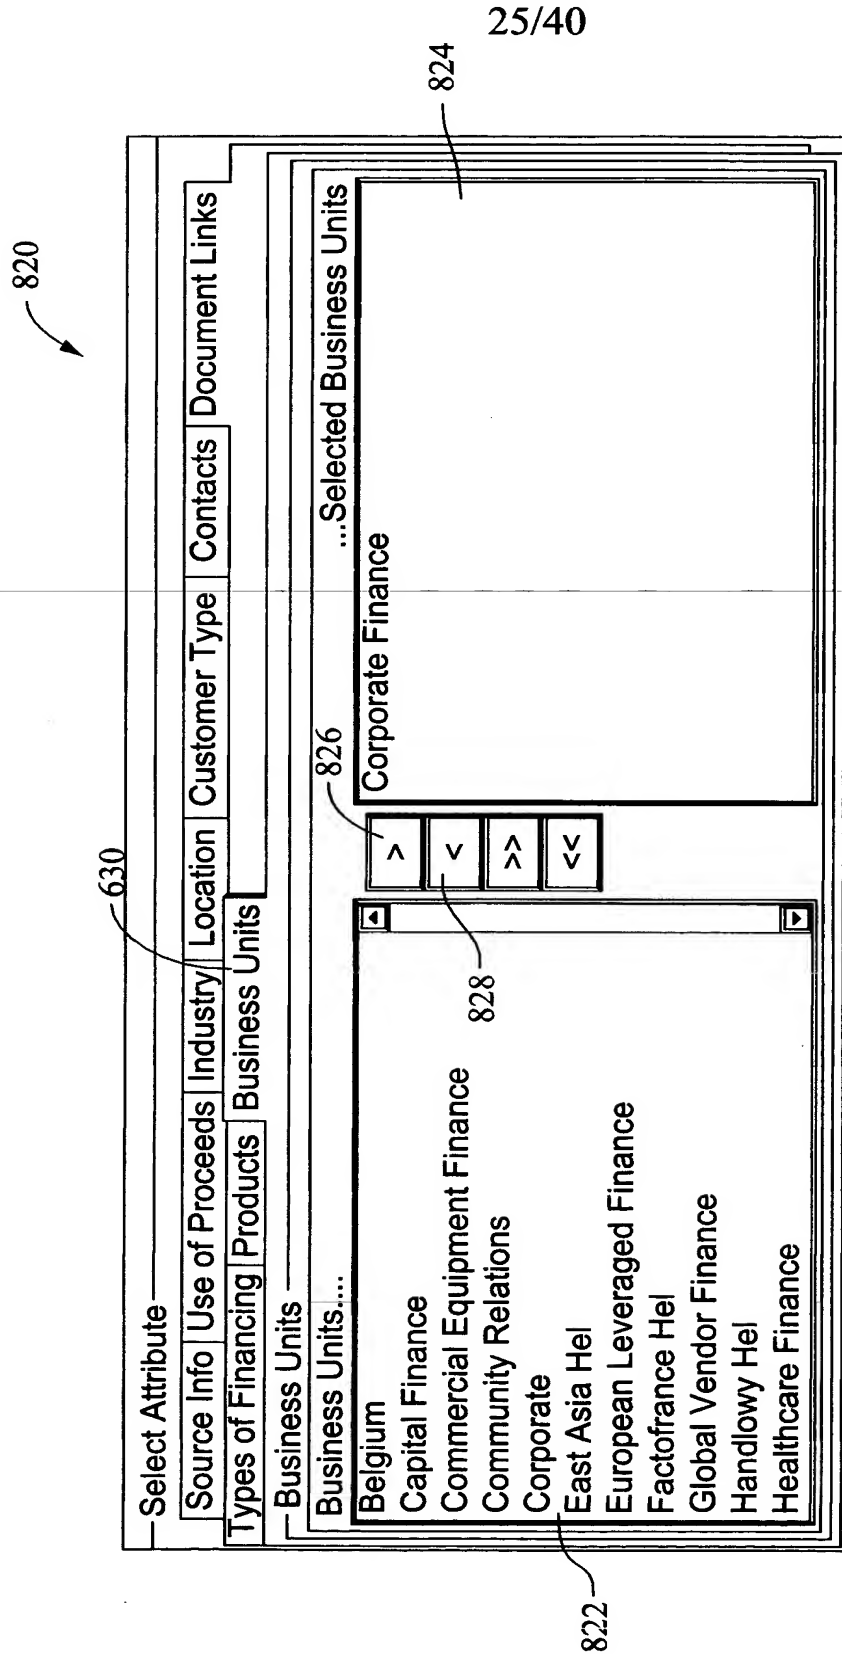 25/40
820
Select Attribute
Source Info Use of Proceeds Industry Location Customer Type Contacts Document Links
630
Types of Financing Products Business Units
Business Units
Business Units....
...Selected Business Units
824
Belgium
Capital Finance
Commercial Equipment Finance
Community Relations
Corporate
East Asia Hel
European Leveraged Finance
Factofrance Hel
Global Vendor Finance
Handlowy Hel
Healthcare Finance
822
826
>
<
>>
<<
828
Corporate Finance